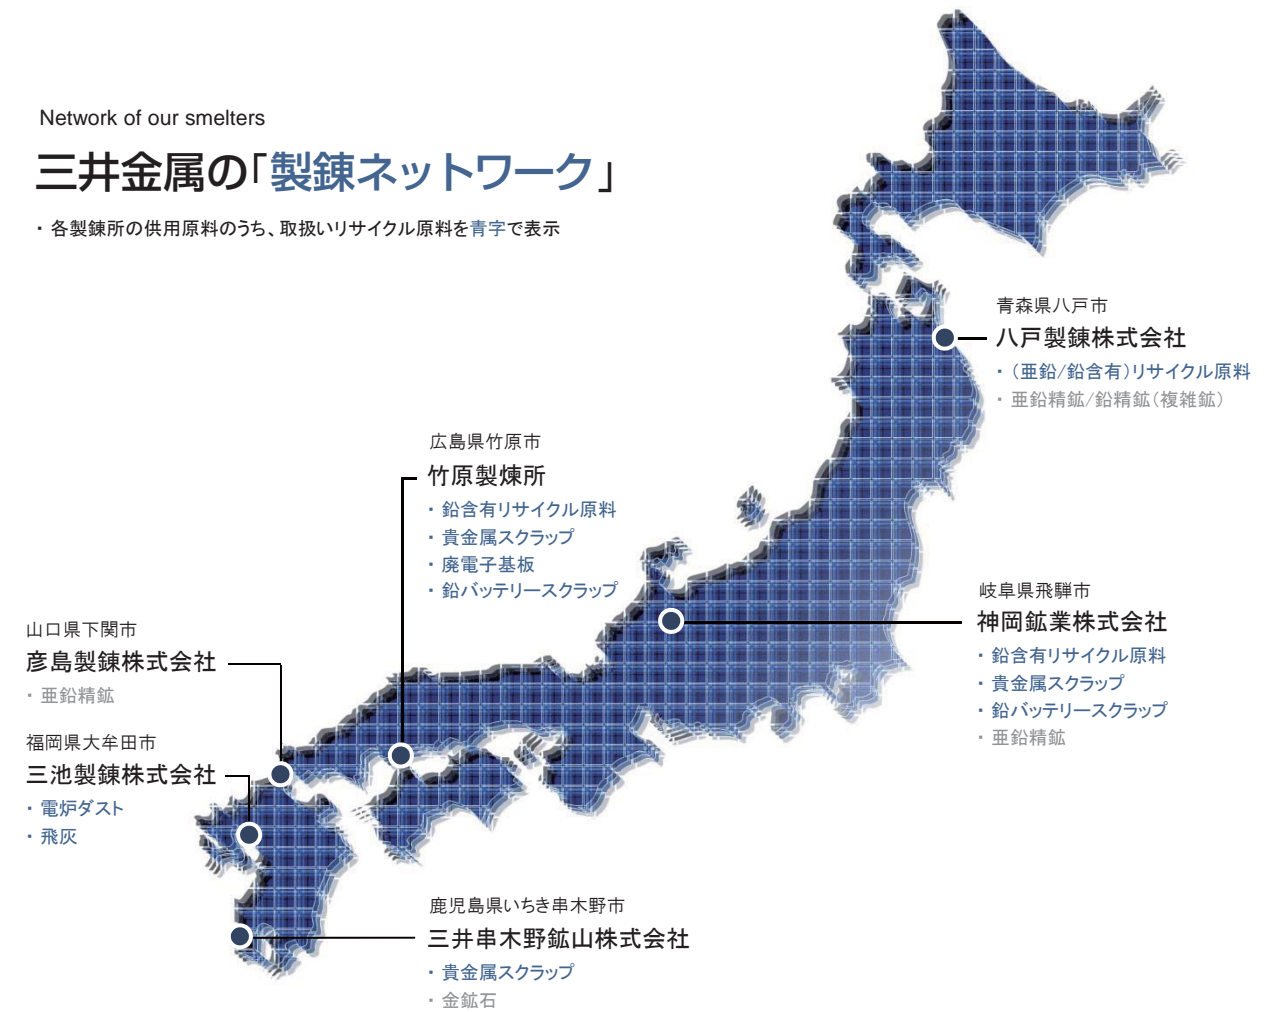 Network of our smelters
三井金属の「製錬ネットワーク」
・各製錬所の供用原料のうち、取扱いリサイクル原料を青字で表示
青森県八戸市
八戸製錬株式会社
・（亜鉛/鉛含有）リサイクル原料
・亜鉛精鉱/鉛精鉱（複雑鉱）
広島県竹原市
竹原製煉所
・鉛含有リサイクル原料
・貴金属スクラップ
・廃電子基板
・鉛バッテリースクラップ
岐阜県飛騨市
神岡鉱業株式会社
・鉛含有リサイクル原料
・貴金属スクラップ
・鉛バッテリースクラップ
・亜鉛精鉱
山口県下関市
彦島製錬株式会社
・亜鉛精鉱
福岡県大牟田市
三池製錬株式会社
・電炉ダスト
・飛灰
鹿児島県いちき串木野市
三井串木野鉱山株式会社
・貴金属スクラップ
・金鉱石